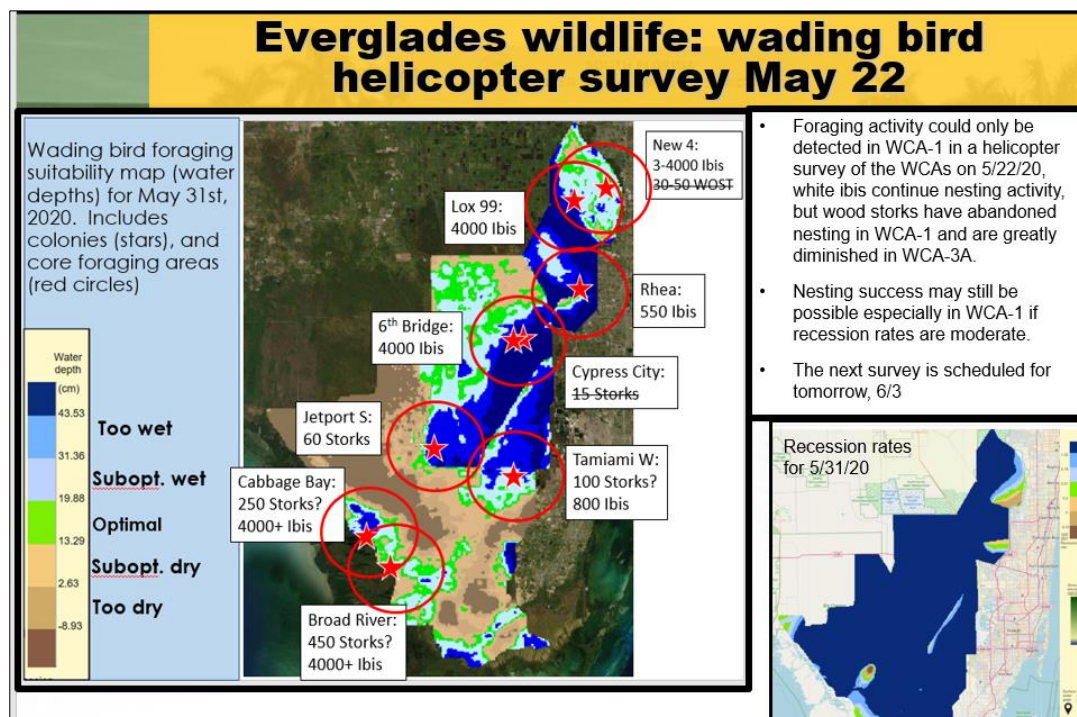 Everglades wildlife: wading bird
helicopter survey May 22
Wading bird foraging
suitability map (water
depths) for May 31st,
2020. Includes
colonies (stars), and
core foraging areas
(red circles)
Water
depth
(cm)
43.53
Too wet
31.36
Subopt. wet
19.88
Optimal
13.29
Subopt. dry
2.63
Too dry
-8.93
New 4:
3-4000 Ibis
30-50 WOST
Lox 99:
4000 Ibis
Rhea:
550 Ibis
6th Bridge:
4000 Ibis
Cypress City:
15 Storks
Jetport S:
60 Storks
Tamiami W:
100 Storks?
800 Ibis
Cabbage Bay:
250 Storks?
4000+ Ibis
Broad River:
450 Storks?
4000+ Ibis
• Foraging activity could only be
detected in WCA-1 in a helicopter
survey of the WCAs on 5/22/20,
white ibis continue nesting activity,
but wood storks have abandoned
nesting in WCA-1 and are greatly
diminished in WCA-3A.
• Nesting success may still be
possible especially in WCA-1 if
recession rates are moderate.
• The next survey is scheduled for
tomorrow, 6/3
Recession rates
for 5/31/20